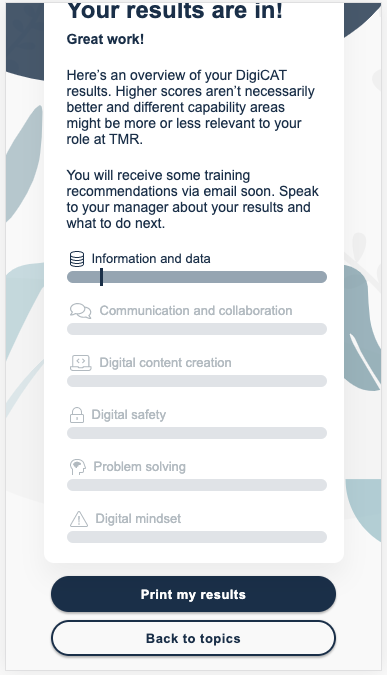 Your results are in!
Great work!
Here's an overview of your DigiCAT
results. Higher scores aren't necessarily
better and different capability areas
might be more or less relevant to your
role at TMR.
You will receive some training
recommendations via email soon. Speak
to your manager about your results and
what to do next.
Information and data
Communication and collaboration
Digital content creation
Digital safety
Problem solving
Digital mindset
Print my results
Back to topics